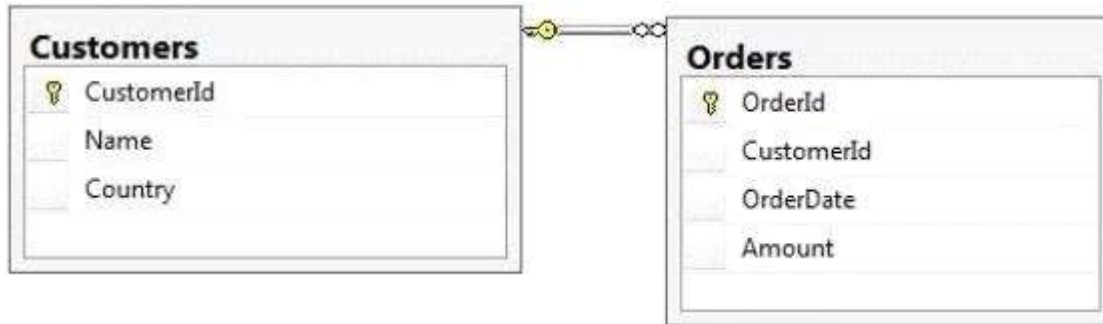 Customers
CustomerId
Name
Country
Orders
OrderId
CustomerId
OrderDate
Amount